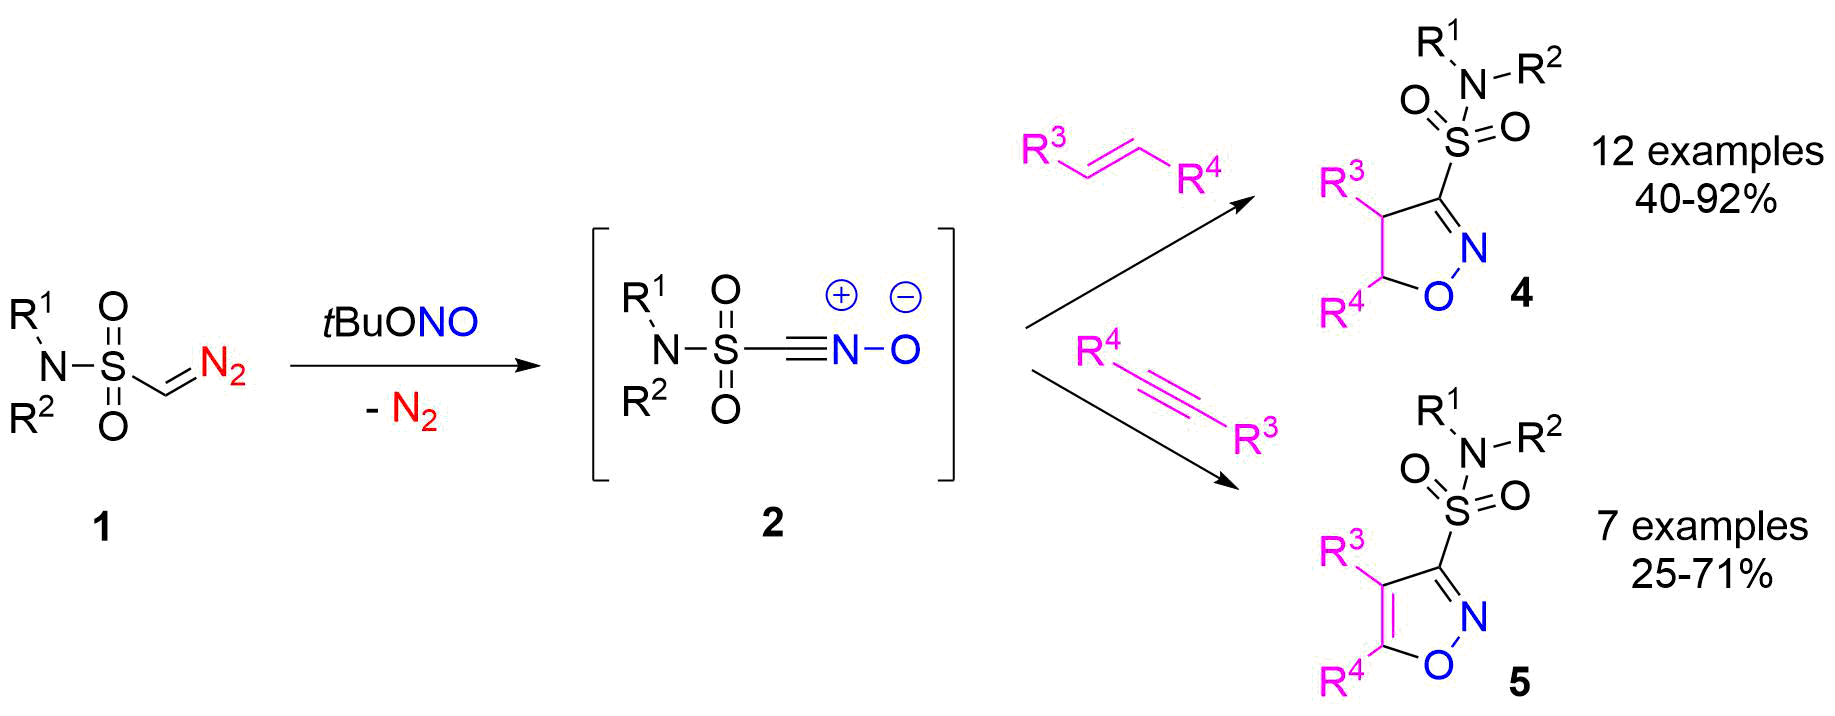 R¹
N
R²
O
S
O
N₂
1
tBuONO
- N₂
R¹
N
R²
O
S
O
⊕
N
⊖
O
2
R³
R⁴
R⁴
R³
R¹
N
R²
O
S
O
R³
R⁴
N
O
4
12 examples
40-92%
R¹
N
R²
O
S
O
R³
R⁴
N
O
5
7 examples
25-71%